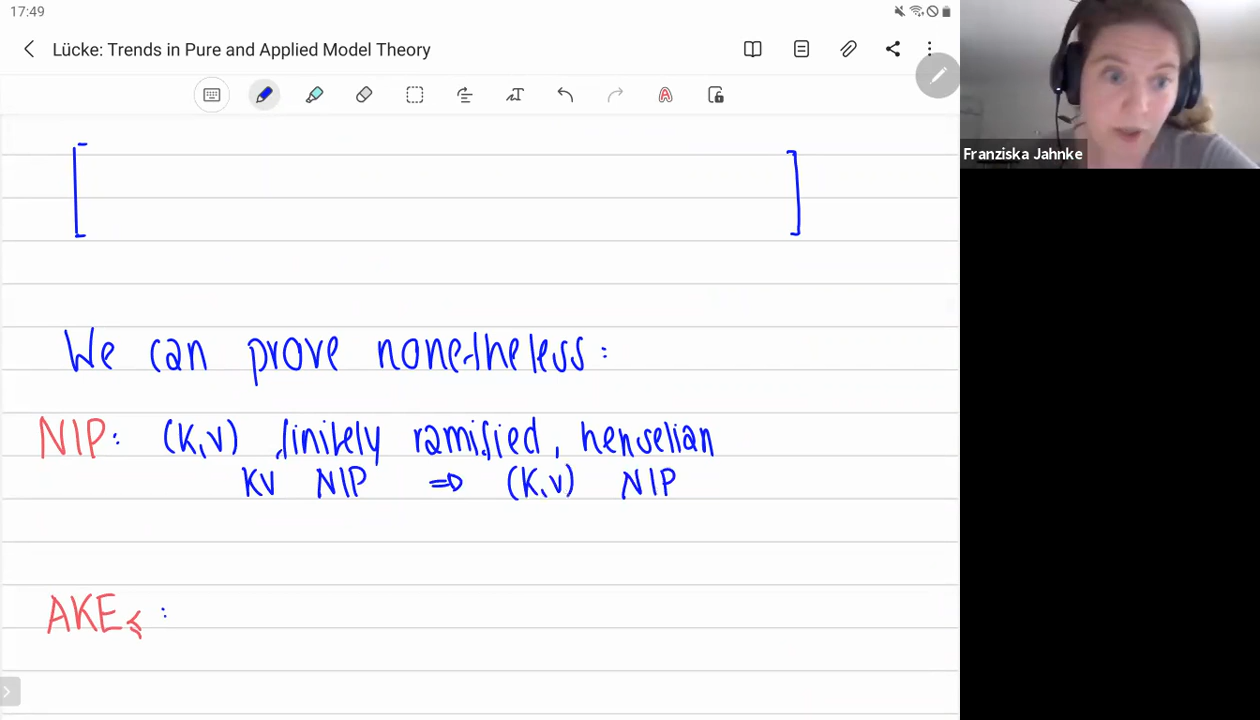 17:49
Lücke: Trends in Pure and Applied Model Theory
Franziska Jahnke
[ ]
We can prove nonetheless:
NIP: (K,v) finitely ramified, henselian
Kv NIP ⇒ (K,v) NIP
AKE≼ :